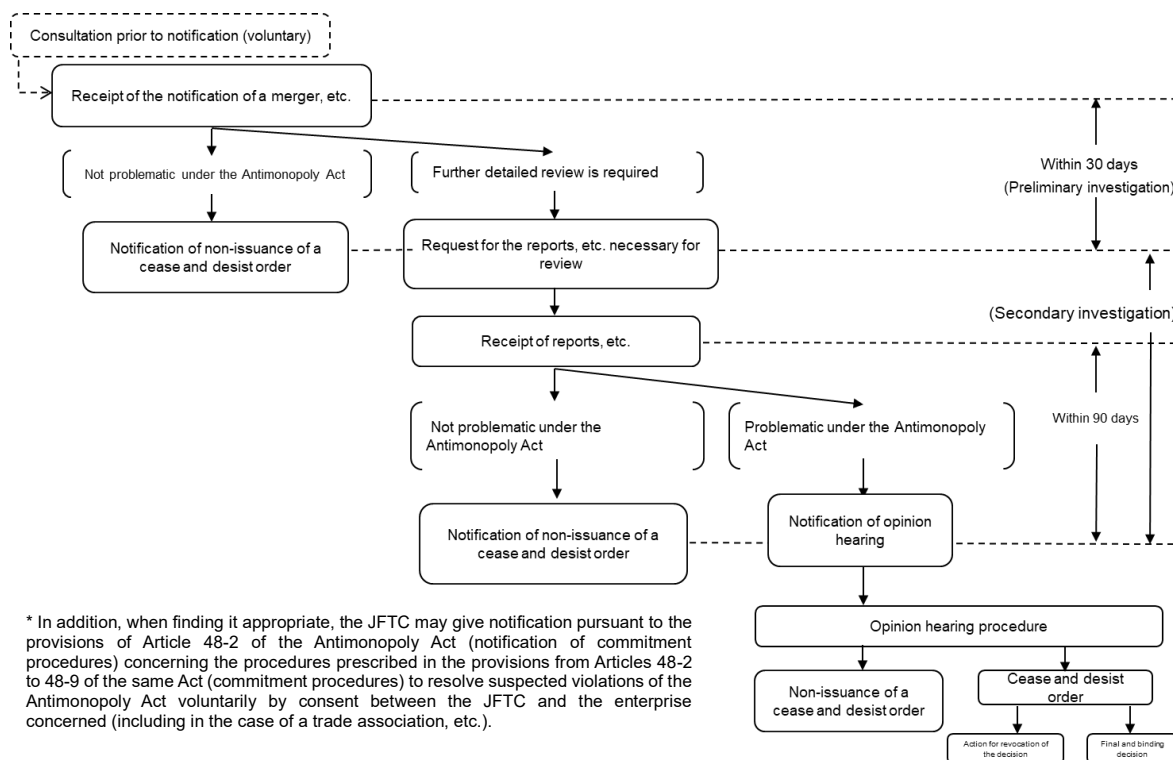 Consultation prior to notification (voluntary)
Receipt of the notification of a merger, etc.
Not problematic under the Antimonopoly Act
Further detailed review is required
Within 30 days
(Preliminary investigation)
Notification of non-issuance of a
cease and desist order
Request for the reports, etc. necessary for
review
(Secondary investigation)
Receipt of reports, etc.
Not problematic under the
Antimonopoly Act
Problematic under the Antimonopoly
Act
Within 90 days
Notification of non-issuance of a
cease and desist order
Notification of opinion
hearing
* In addition, when finding it appropriate, the JFTC may give notification pursuant to the
provisions of Article 48-2 of the Antimonopoly Act (notification of commitment
procedures) concerning the procedures prescribed in the provisions from Articles 48-2
to 48-9 of the same Act (commitment procedures) to resolve suspected violations of the
Antimonopoly Act voluntarily by consent between the JFTC and the enterprise
concerned (including in the case of a trade association, etc.).
Opinion hearing procedure
Non-issuance of a
cease and desist order
Cease and desist
order
Action for revocation of
the decision
Final and binding
decision